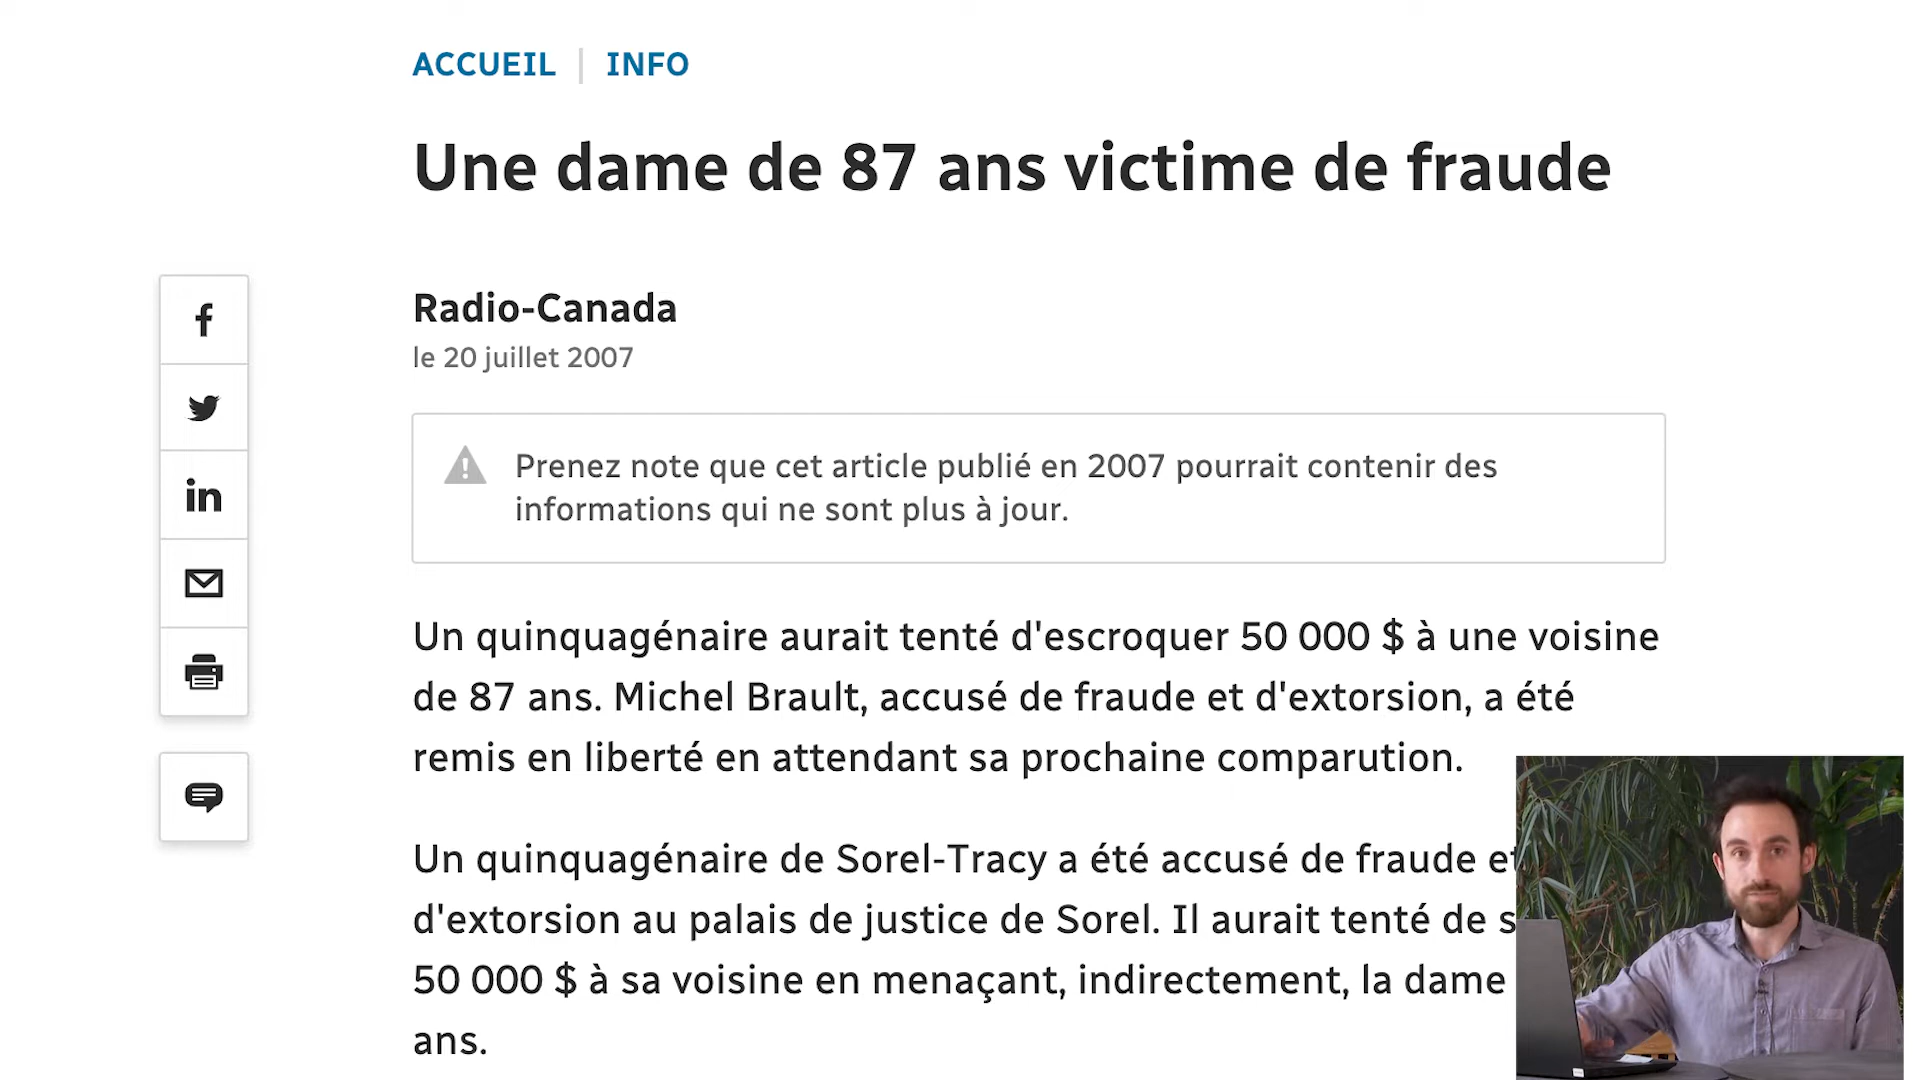 ACCUEIL | INFO
Une dame de 87 ans victime de fraude
Radio-Canada
le 20 juillet 2007
Prenez note que cet article publié en 2007 pourrait contenir des
informations qui ne sont plus à jour.
Un quinquagénaire aurait tenté d'escroquer 50 000 $ à une voisine
de 87 ans. Michel Brault, accusé de fraude et d'extorsion, a été
remis en liberté en attendant sa prochaine comparution.
Un quinquagénaire de Sorel-Tracy a été accusé de fraude et
d'extorsion au palais de justice de Sorel. Il aurait tenté de
50 000 $ à sa voisine en menaçant, indirectement, la dame
ans.